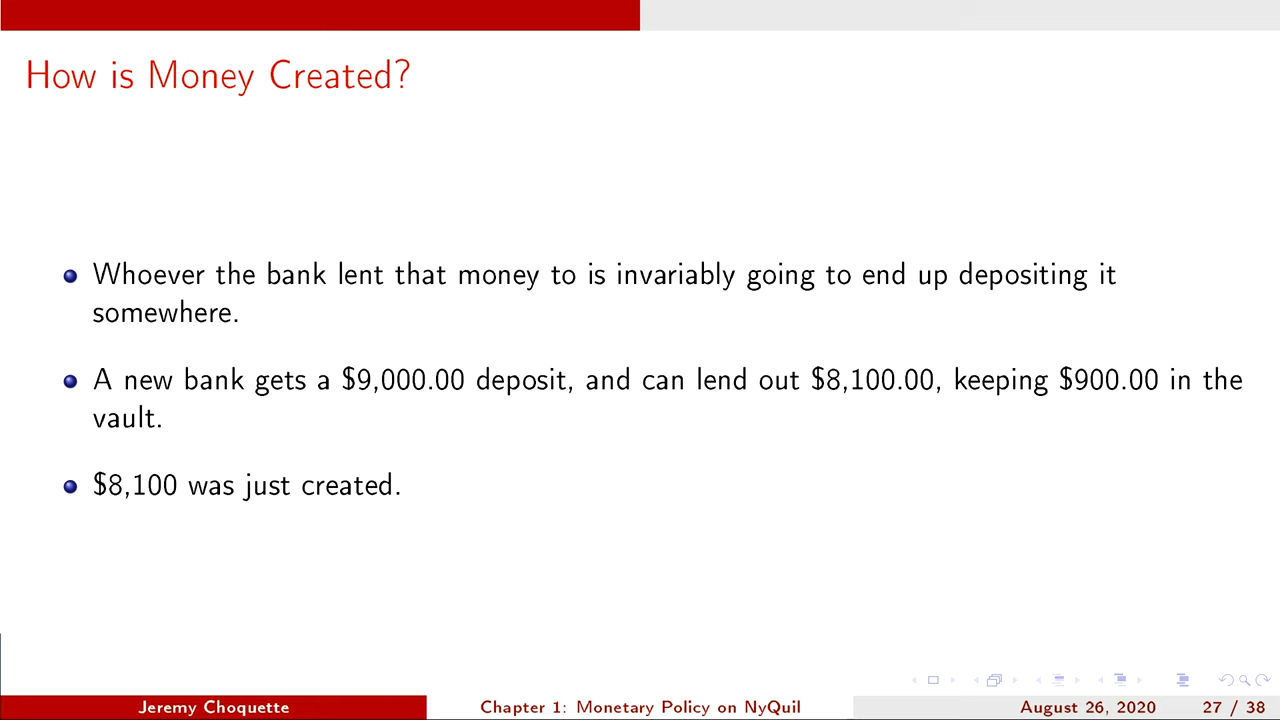 How is Money Created?
Whoever the bank lent that money to is invariably going to end up depositing it
somewhere.
A new bank gets a $9,000.00 deposit, and can lend out $8,100.00, keeping $900.00 in the
vault.
$8,100 was just created.
Jeremy Choquette
Chapter 1: Monetary Policy on NyQuil
August 26, 2020
27 / 38